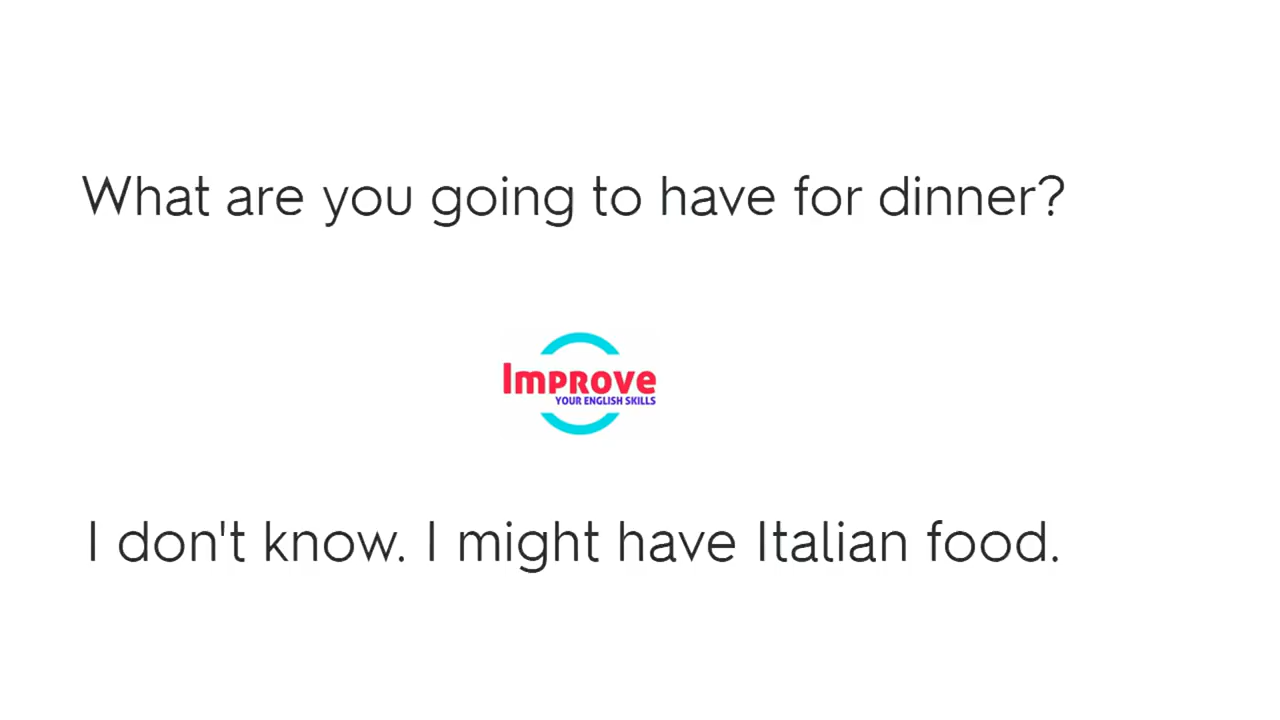 What are you going to have for dinner?
Improve
YOUR ENGLISH SKILLS
I don't know. I might have Italian food.